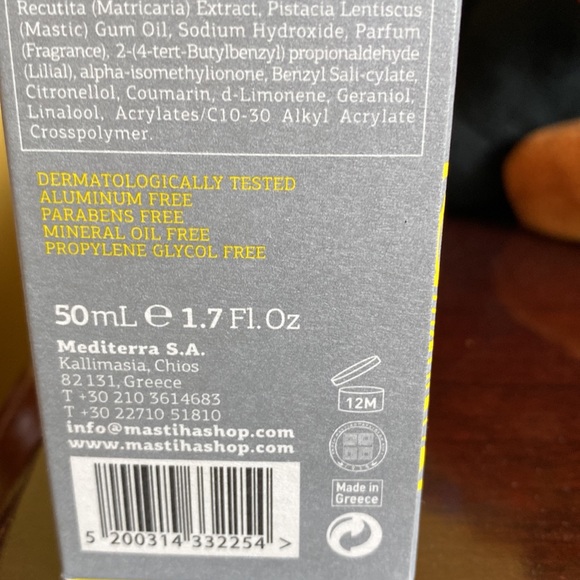 Recutita (Matricaria) Extract, Pistacia Lentiscus
(Mastic) Gum Oil, Sodium Hydroxide, Parfum
(Fragrance), 2-(4-tert-Butylbenzyl) propionaldehyde
(Lilial), alpha-isomethylionone, Benzyl Sali-cylate,
Citronellol, Coumarin, d-Limonene, Geraniol,
Linalool, Acrylates/C10-30 Alkyl Acrylate
Crosspolymer.
DERMATOLOGICALLY TESTED
ALUMINUM FREE
PARABENS FREE
MINERAL OIL FREE
PROPYLENE GLYCOL FREE
50mL ℮ 1.7 Fl.Oz
Mediterra S.A.
Kallimasia, Chios
82 131, Greece
T +30 210 3614683
T +30 22710 51810
info@mastihashop.com
www.mastihashop.com
12M
Made in
Greece
5 200314 332254 >